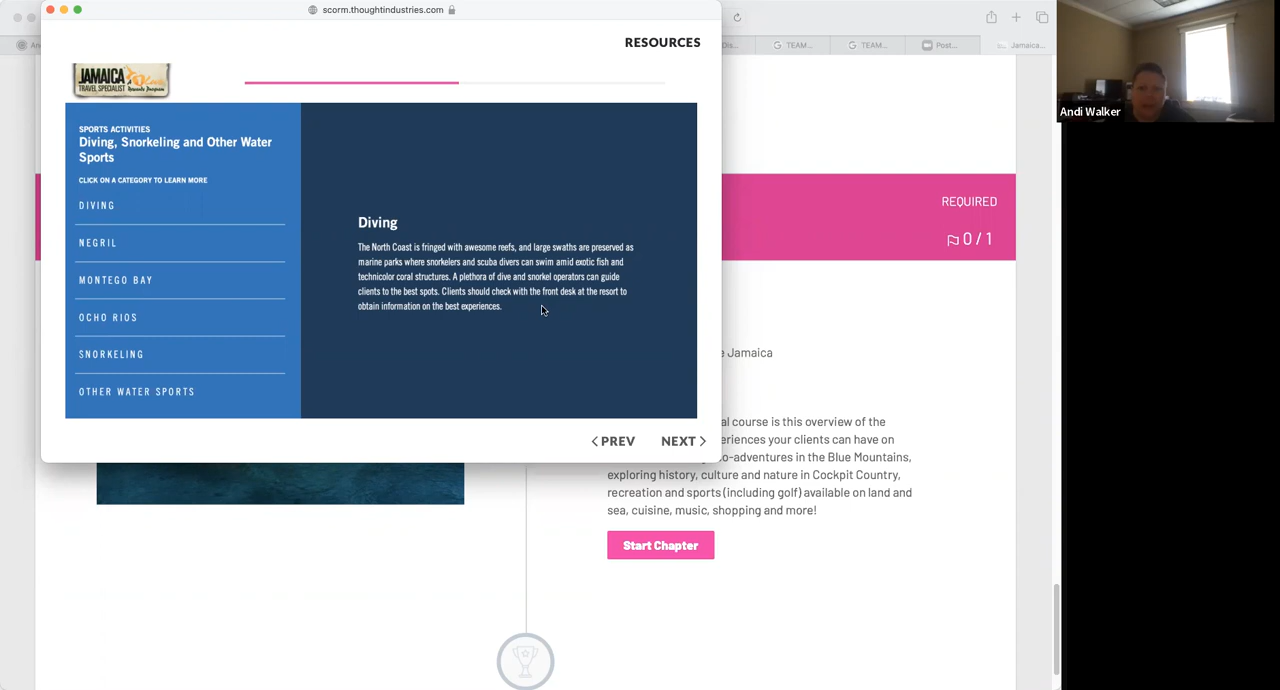 scorm.thoughtindustries.com
RESOURCES
JAMAICA
TRAVEL SPECIALIST
Rewards Program
SPORTS ACTIVITIES
Diving, Snorkeling and Other Water
Sports
CLICK ON A CATEGORY TO LEARN MORE
DIVING
NEGRIL
MONTEGO BAY
OCHO RIOS
SNORKELING
OTHER WATER SPORTS
Diving
The North Coast is fringed with awesome reefs, and large swaths are preserved as
marine parks where snorkelers and scuba divers can swim amid exotic fish and
technicolor coral structures. A plethora of dive and snorkel operators can guide
clients to the best spots. Clients should check with the front desk at the resort to
obtain information on the best experiences.
PREV
NEXT
G TEAM...
G TEAM...
Post...
Jamaica...
REQUIRED
0 / 1
e Jamaica
al course is this overview of the
eriences your clients can have on
o-adventures in the Blue Mountains,
exploring history, culture and nature in Cockpit Country,
recreation and sports (including golf) available on land and
sea, cuisine, music, shopping and more!
Start Chapter
Andi Walker